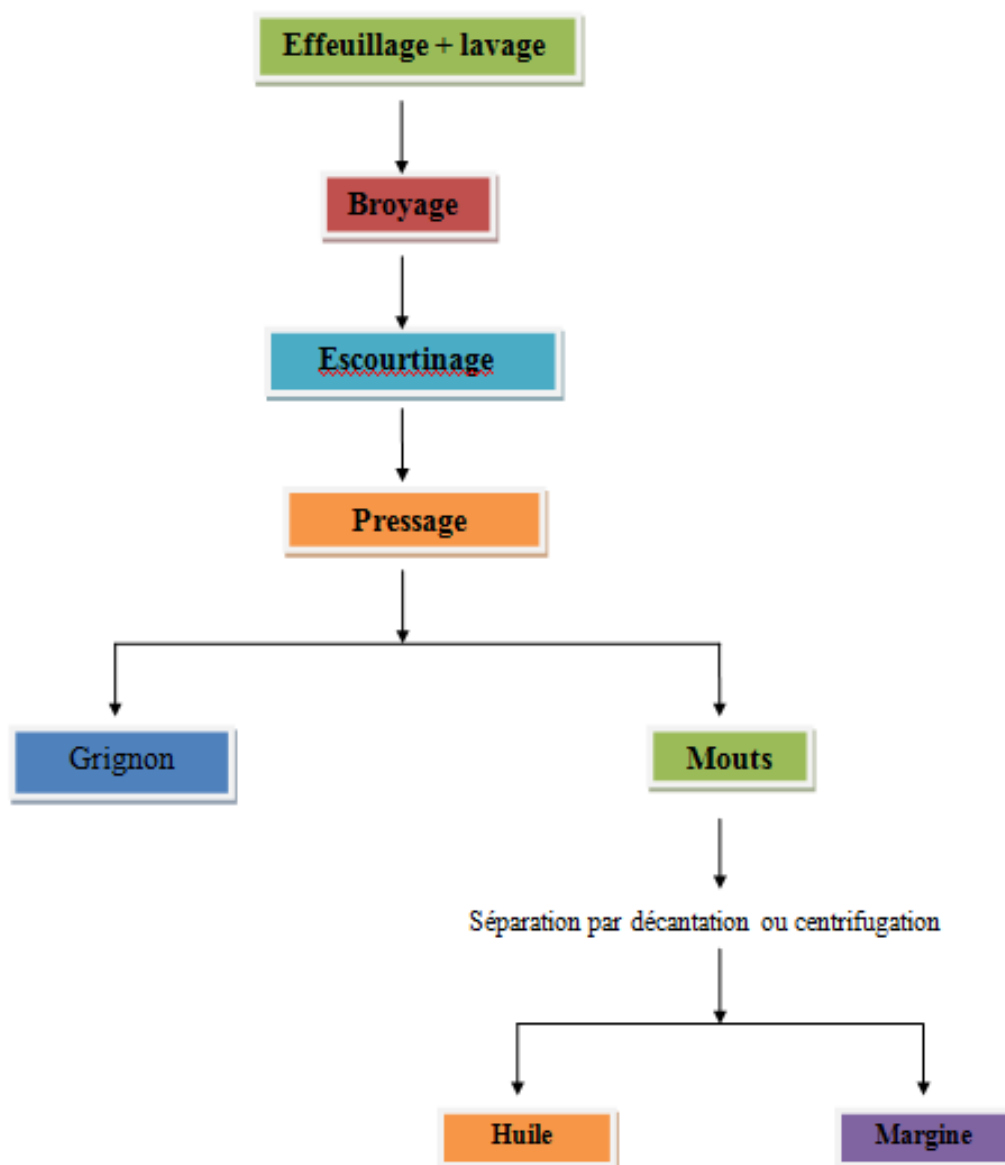 Effeuillage + lavage
Broyage
Escourtinage
Pressage
Grignon
Mouts
Séparation par décantation ou centrifugation
Huile
Margine